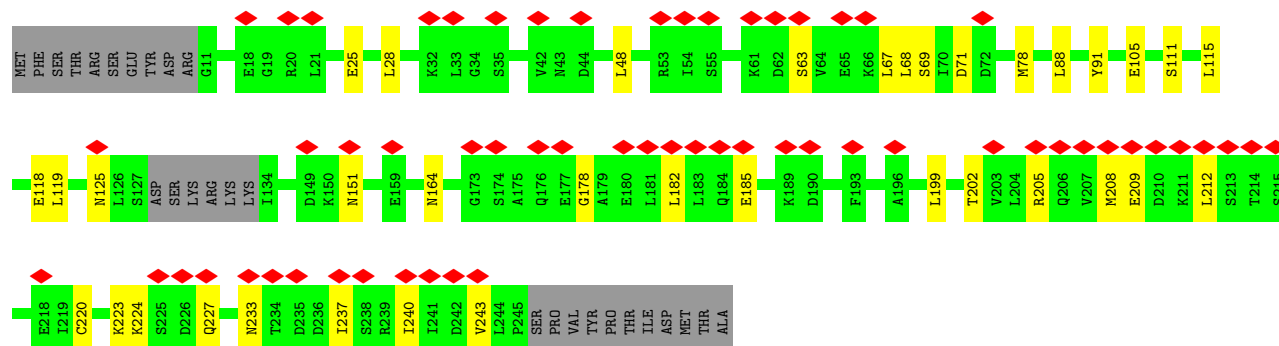 MET PHE SER THR ARG SER GLU TYR ASP ARG G11 E18 G19 R20 L21 E25 L28 K32 L33 G34 S35 V42 N43 D44 L48 R53 I54 S55 K61 D62 S63 V64 E65 K66 L67 L68 S69 I70 D71 D72 M78 L88 Y91 E105 S111 L115
E118 L119 N125 L126 S127 ASP SER LYS ARG LYS LYS I134 D149 K150 N151 E159 N164 G173 S174 A175 Q176 E177 G178 A179 E180 L181 L182 L183 Q184 E185 K189 D190 F193 A196 L199 T202 V203 L204 R205 Q206 V207 M208 E209 D210 K211 L212 S213 T214 S215
E218 I219 C220 K223 K224 S225 D226 Q227 N233 T234 D235 D236 I237 S238 R239 I240 I241 D242 V243 L244 P245 SER PRO VAL TYR PRO THR ILE ASP MET THR ALA